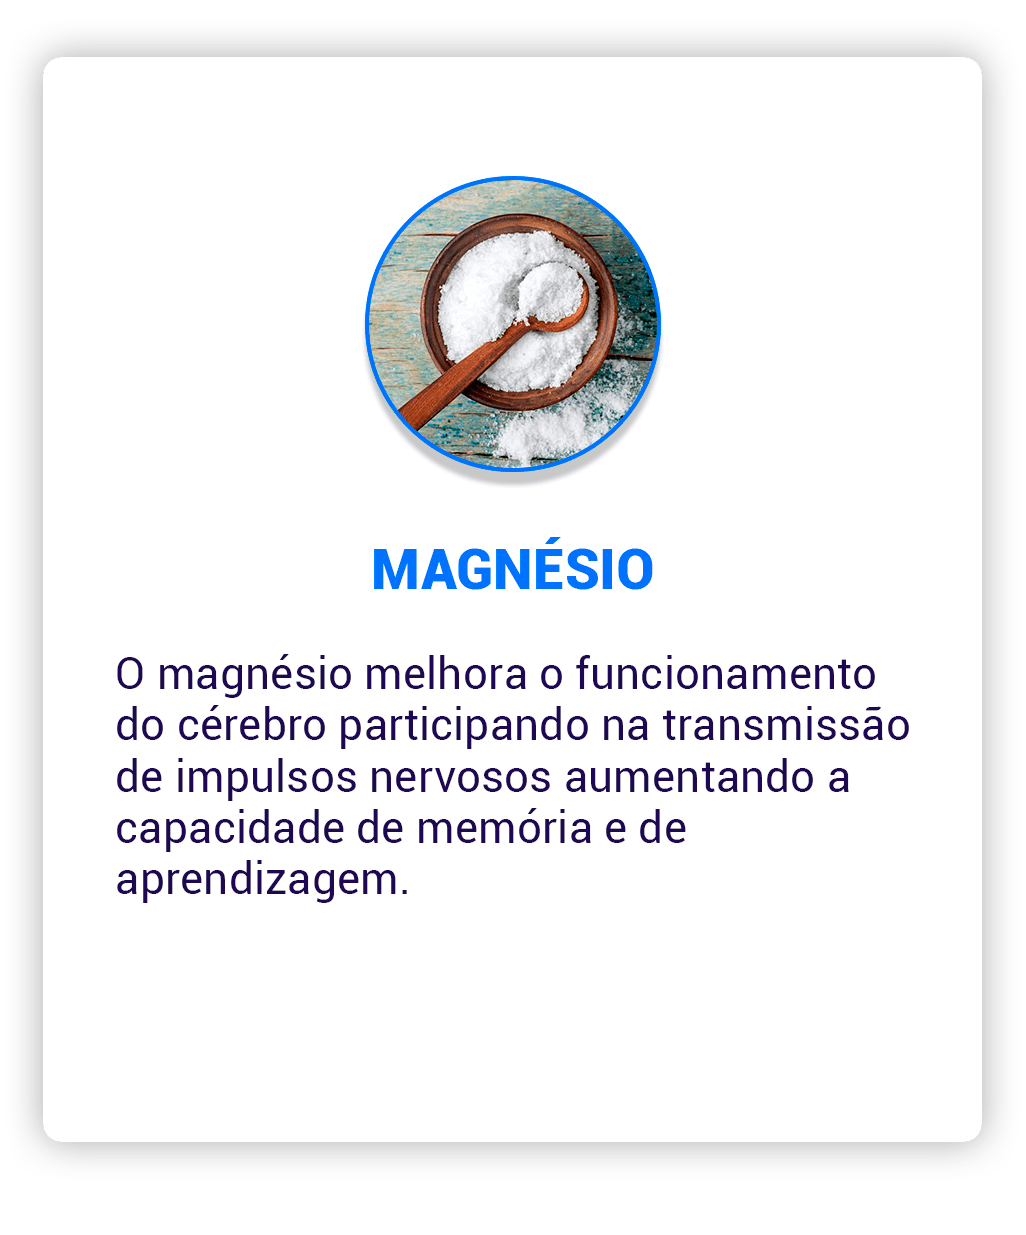 MAGNÉSIO
O magnésio melhora o funcionamento
do cérebro participando na transmissão
de impulsos nervosos aumentando a
capacidade de memória e de
aprendizagem.